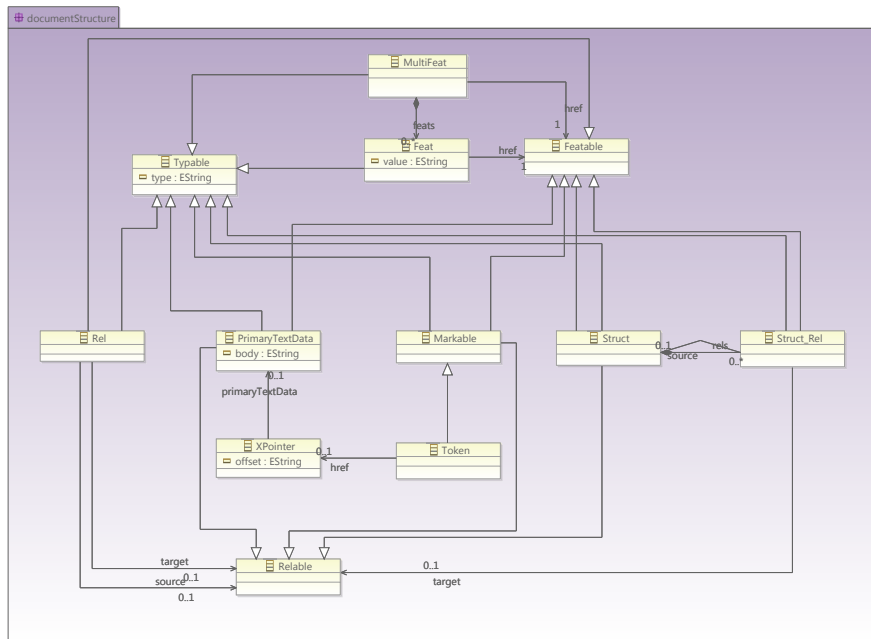 documentStructure
MultiFeat
href
1
feats
0..*
Feat
value : EString
href
1
Featable
Typable
type : EString
Rel
PrimaryTextData
body : EString
0..1
primaryTextData
Markable
Struct
0..1
source
rels
0..*
Struct_Rel
XPointer
offset : EString
0..1
href
Token
target
0..1
source
0..1
Relable
0..1
target